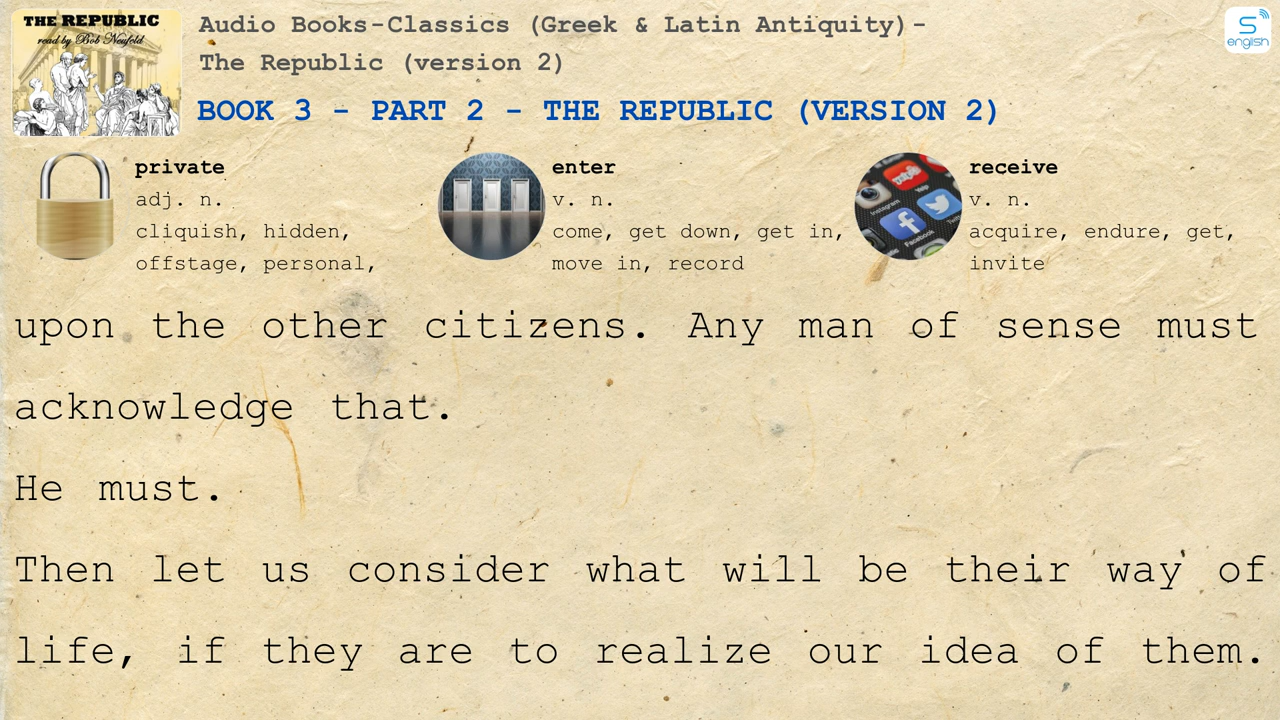 THE REPUBLIC
read by Bob Neufeld
Audio Books-Classics (Greek & Latin Antiquity)-
The Republic (version 2)
BOOK 3 - PART 2 - THE REPUBLIC (VERSION 2)
S
english
private
adj. n.
cliquish, hidden,
offstage, personal,
enter
v. n.
come, get down, get in,
move in, record
Instagram
Yelp
Facebook
receive
v. n.
acquire, endure, get,
invite
upon the other citizens. Any man of sense must
acknowledge that.
He must.
Then let us consider what will be their way of
life, if they are to realize our idea of them.